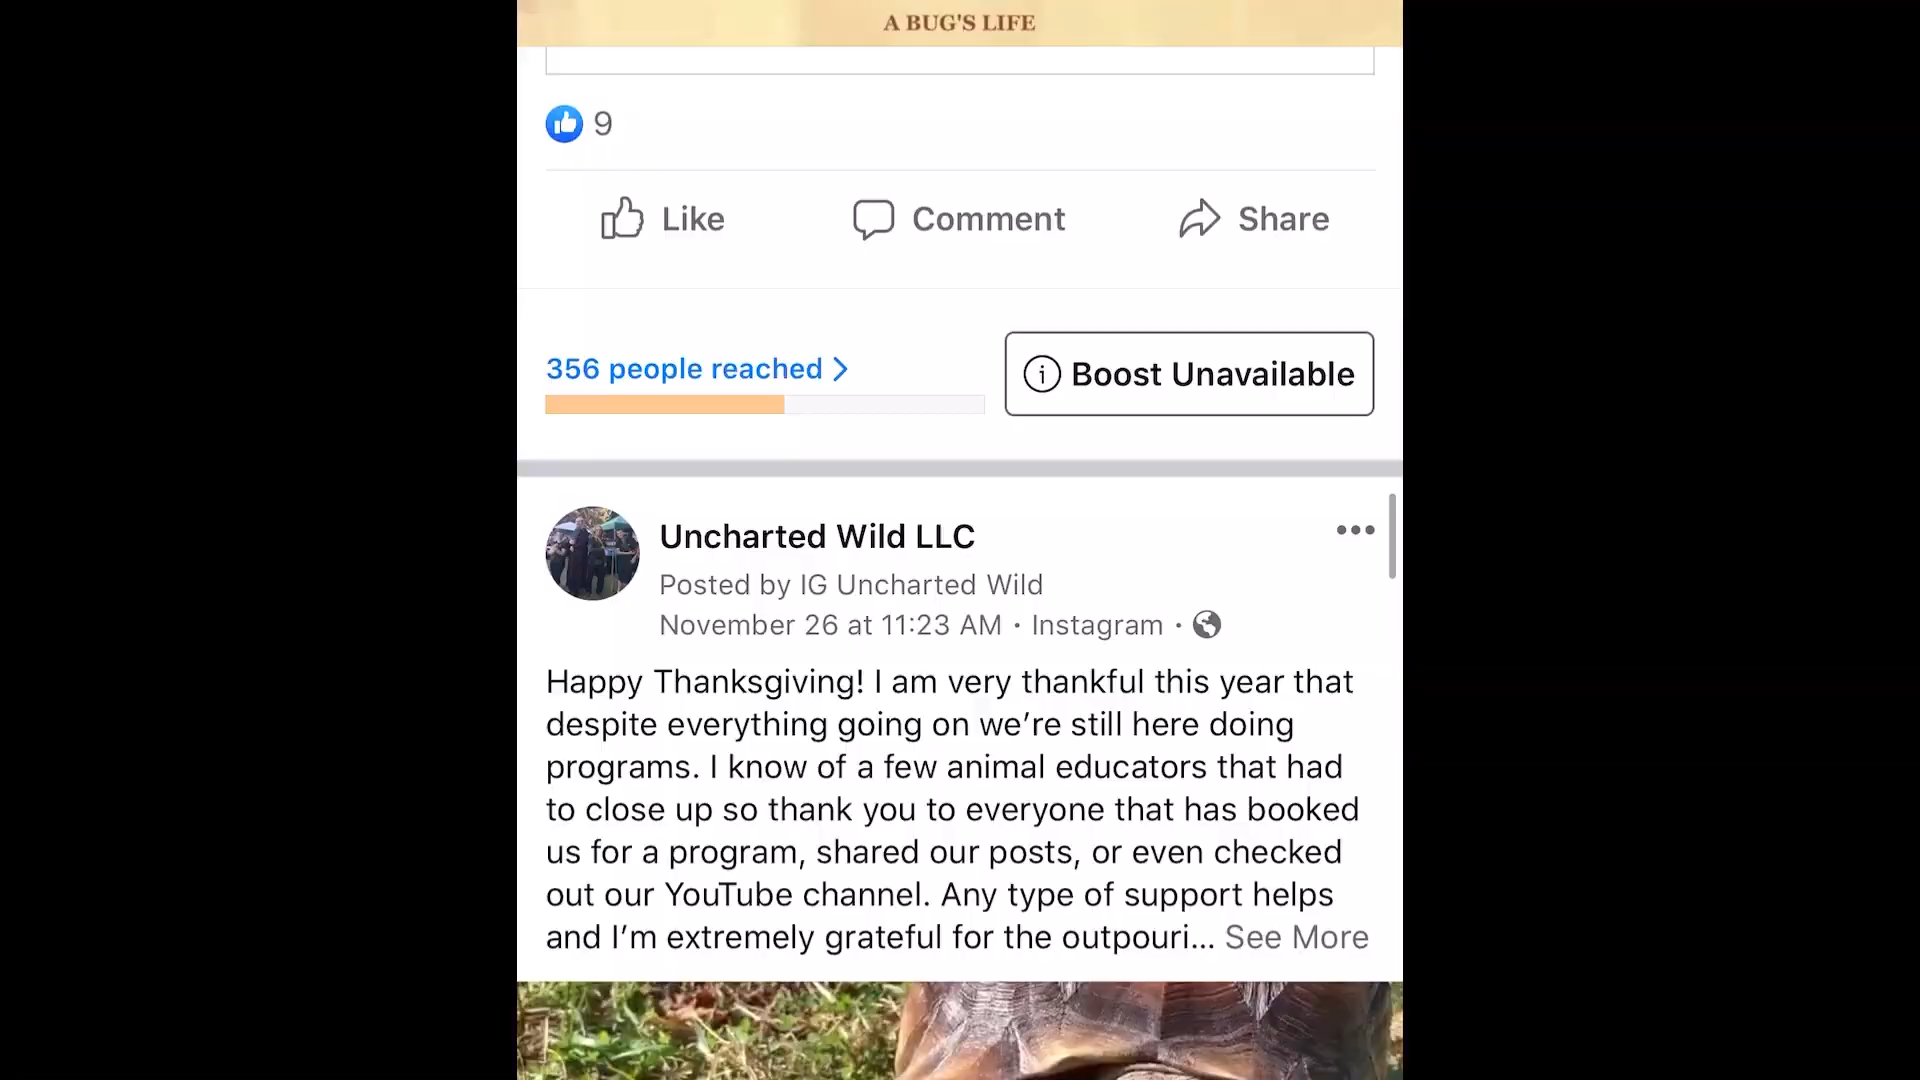 A BUG'S LIFE
9
Like
Comment
Share
356 people reached
Boost Unavailable
Uncharted Wild LLC
Posted by IG Uncharted Wild
November 26 at 11:23 AM · Instagram ·
Happy Thanksgiving! I am very thankful this year that
despite everything going on we’re still here doing
programs. I know of a few animal educators that had
to close up so thank you to everyone that has booked
us for a program, shared our posts, or even checked
out our YouTube channel. Any type of support helps
and I’m extremely grateful for the outpouri... See More